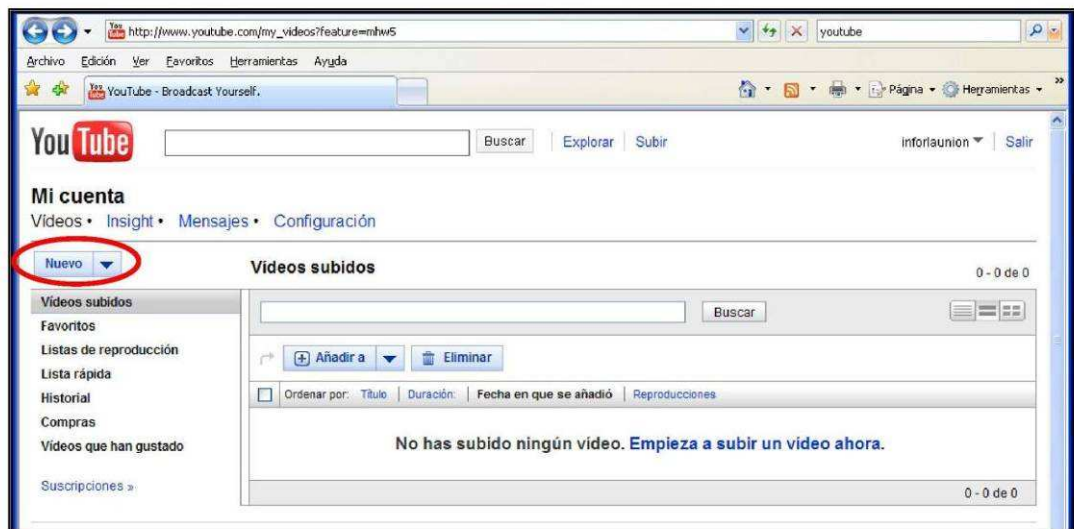 http://www.youtube.com/my_videos?feature=mhw5 youtube
Archivo Edición Ver Favoritos Herramientas Ayuda
YouTube - Broadcast Yourself. Página Herramientas
YouTube Buscar Explorar Subir inforlaunion Salir
Mi cuenta
Vídeos • Insight • Mensajes • Configuración
Nuevo Vídeos subidos 0 - 0 de 0
Vídeos subidos Buscar
Favoritos
Listas de reproducción Añadir a Eliminar
Lista rápida
Historial Ordenar por: Título | Duración: | Fecha en que se añadió | Reproducciones
Compras
Vídeos que han gustado No has subido ningún vídeo. Empieza a subir un vídeo ahora.
Suscripciones »
0 - 0 de 0